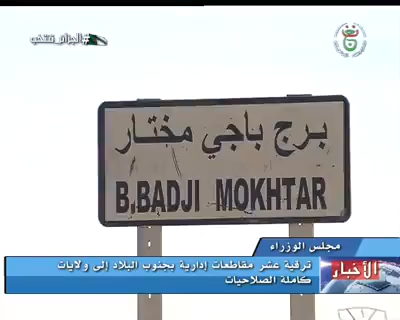 #الجزائر_تنتخب
برج باجي مختار
B.BADJI MOKHTAR
مجلس الوزراء
الأخبار
ترقية عشر مقاطعات إدارية بجنوب البلاد إلى ولايات
كاملة الصلاحيات